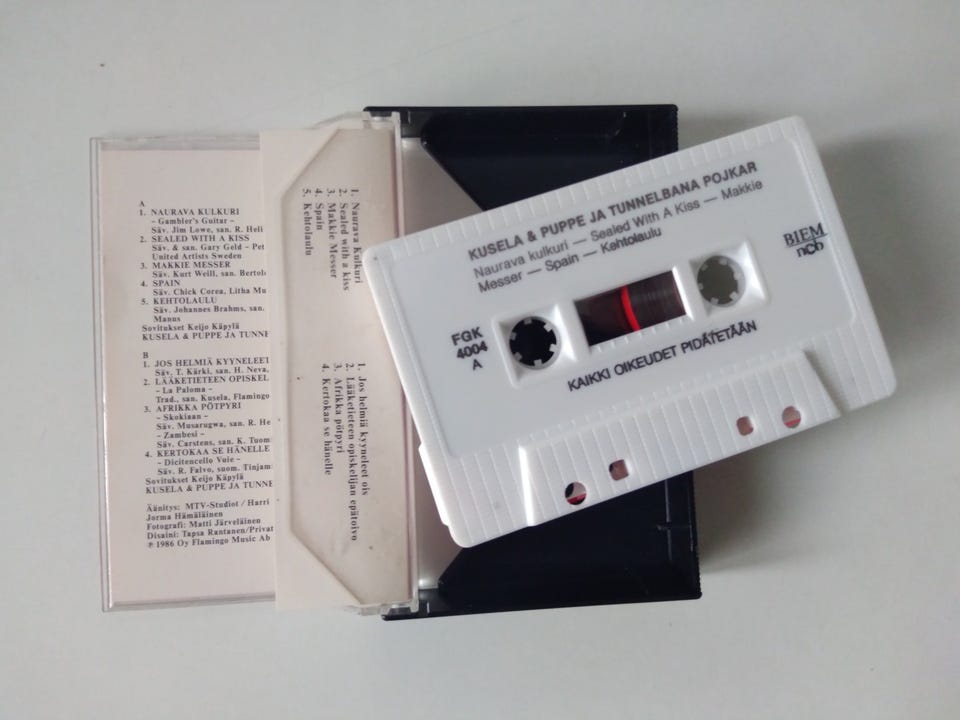 A
1. NAURAVA KULKURI
- Gambler's Guitar -
Säv. Jim Lowe, san. R. Heli
2. SEALED WITH A KISS
Säv. & san. Gary Geld - Pet
United Artists Sweden
3. MAKKIE MESSER
Säv. Kurt Weill, san. Bertol
4. SPAIN
Säv. Chick Corea, Litha Mu
5. KEHTOLAULU
Säv. Johannes Brahms, san.
Manus
Sovitukset Keijo Käpylä
KUSELA & PUPPE JA TUNNE
B
1. JOS HELMIÄ KYYNELEET
Säv. T. Kärki, san. H. Neva,
2. LÄÄKETIETEEN OPISKEL
- La Paloma -
Trad., san. Kusela, Flamingo
3. AFRIKKA PÖTPYRI
- Skokiaan -
Säv. Musarugwa, san. R. He
- Zambesi -
Säv. Carstens, san. K. Tuom
4. KERTOKAA SE HÄNELLE
- Dicitencello Vuie -
Säv. R. Falvo, suom. Tinjam
Sovitukset Keijo Käpylä
KUSELA & PUPPE JA TUNNE
Äänitys: MTV-Studiot / Harri
Jorma Hämäläinen
Fotografi: Matti Järveläinen
Disaini: Tapsa Rantanen/Privat
℗ 1986 Oy Flamingo Music Ab
1. Naurava Kulkuri
2. Sealed with a kiss
3. Makkie Messer
4. Spain
5. Kehtolaulu
1. Jos helmiä kyyneleet ois
2. Lääketieteen opiskelijan epätoivo
3. Afrikka pötpyri
4. Kertokaa se hänelle
KUSELA & PUPPE JA TUNNELBANA POJKAR
Naurava kulkuri — Sealed With A Kiss — Makkie
Messer — Spain — Kehtolaulu
BIEM
ncb
FGK
4004
A
KAIKKI OIKEUDET PIDÄTETÄÄN